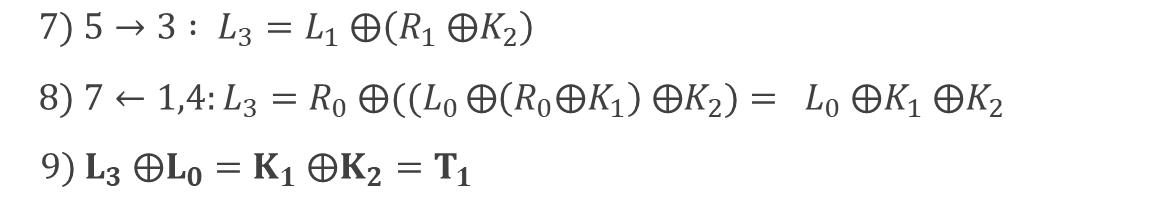 7) 5 → 3 : L₃ = L₁ ⊕(R₁ ⊕K₂)
8) 7 ← 1,4: L₃ = R₀ ⊕((L₀ ⊕(R₀⊕K₁) ⊕K₂) = L₀ ⊕K₁ ⊕K₂
9) L₃ ⊕L₀ = K₁ ⊕K₂ = T₁